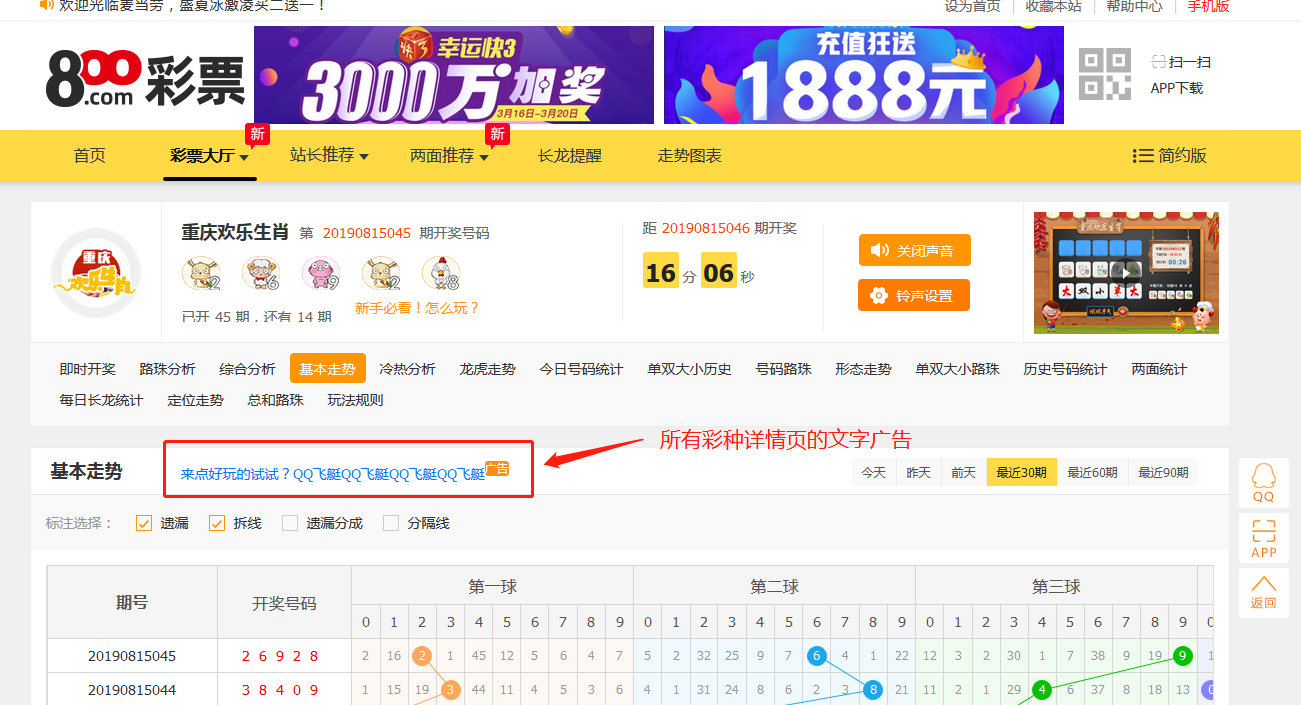 欢迎光临麦当劳，盛夏冰激凌买二送一！ 设为首页 收藏本站 帮助中心 手机版
800彩票 .com
快3 幸运快3
3000万加奖
3月16日-3月20日
充值狂送
1888元
扫一扫
APP下载
首页 彩票大厅 新 站长推荐 两面推荐 新 长龙提醒 走势图表 简约版
重庆欢乐生肖 第 20190815045 期开奖号码
距 20190815046 期开奖
重庆 欢乐生肖
2 6 9 2 8
16 分 06 秒
关闭声音
铃声设置
已开 45 期，还有 14 期 新手必看！怎么玩？
重庆欢乐生肖
00:26
大 双 小 单 大
即时开奖 路珠分析 综合分析 基本走势 冷热分析 龙虎走势 今日号码统计 单双大小历史 号码路珠 形态走势 单双大小路珠 历史号码统计 两面统计
每日长龙统计 定位走势 总和路珠 玩法规则
所有彩种详情页的文字广告
基本走势 来点好玩的试试？QQ飞艇QQ飞艇QQ飞艇QQ飞艇 广告 今天 昨天 前天 最近30期 最近60期 最近90期
标注选择： 遗漏 拆线 遗漏分成 分隔线
QQ
APP
返回
期号 开奖号码 第一球 第二球 第三球
0 1 2 3 4 5 6 7 8 9 0 1 2 3 4 5 6 7 8 9 0 1 2 3 4 5 6 7 8 9 0
20190815045 2 6 9 2 8 2 16 2 1 45 12 5 6 4 7 5 2 32 25 9 7 6 4 1 22 12 3 2 30 1 7 38 9 19 9 1
20190815044 3 8 4 0 9 1 15 19 3 44 11 4 5 3 6 4 1 31 24 8 6 2 3 8 21 11 2 1 29 4 6 37 8 18 13 0